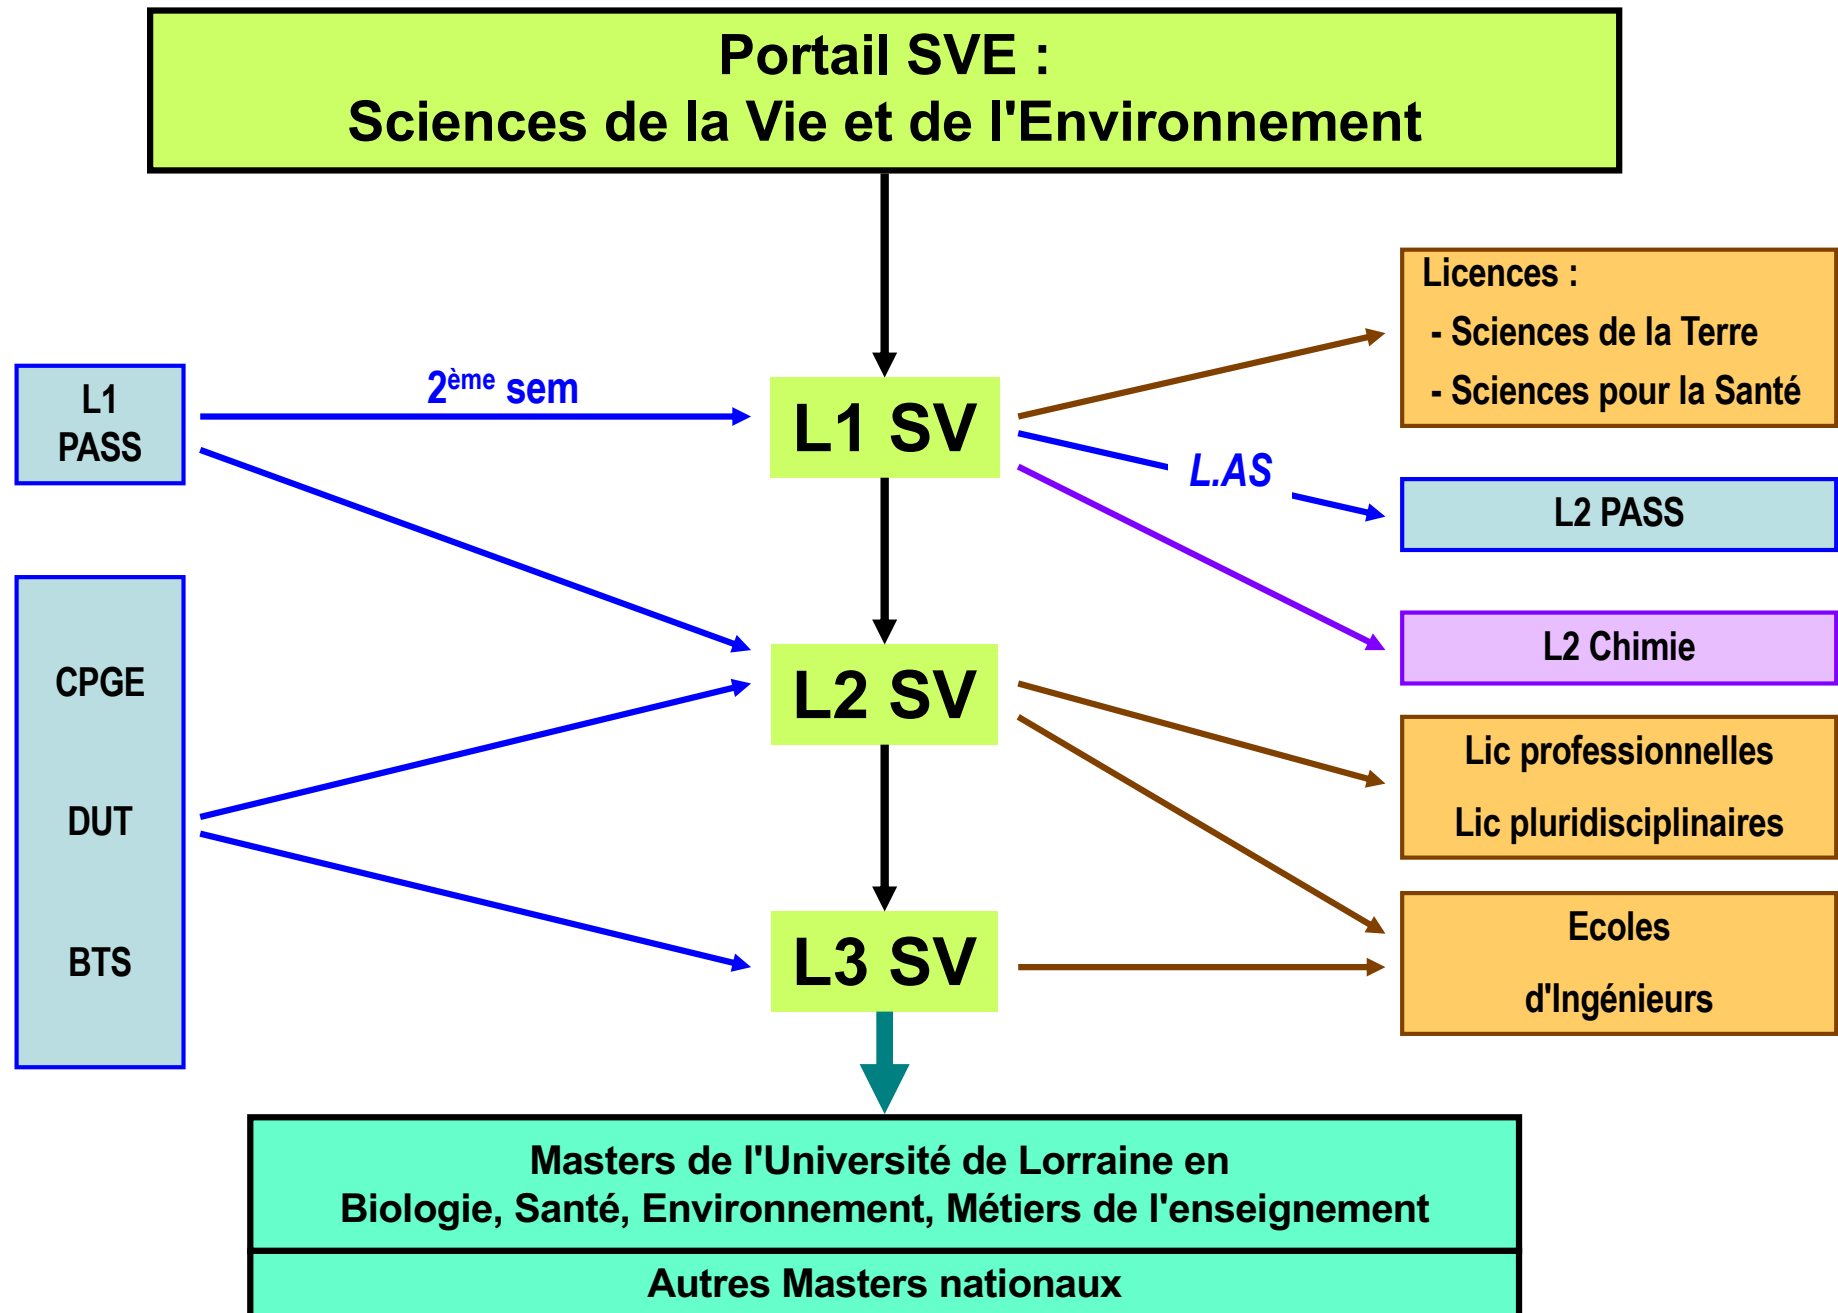 Portail SVE :
Sciences de la Vie et de l'Environnement
L1
PASS
2ème sem
L1 SV
Licences :
- Sciences de la Terre
- Sciences pour la Santé
L.AS
L2 PASS
L2 Chimie
CPGE
DUT
BTS
L2 SV
Lic professionnelles
Lic pluridisciplinaires
L3 SV
Ecoles
d'Ingénieurs
Masters de l'Université de Lorraine en
Biologie, Santé, Environnement, Métiers de l'enseignement
Autres Masters nationaux